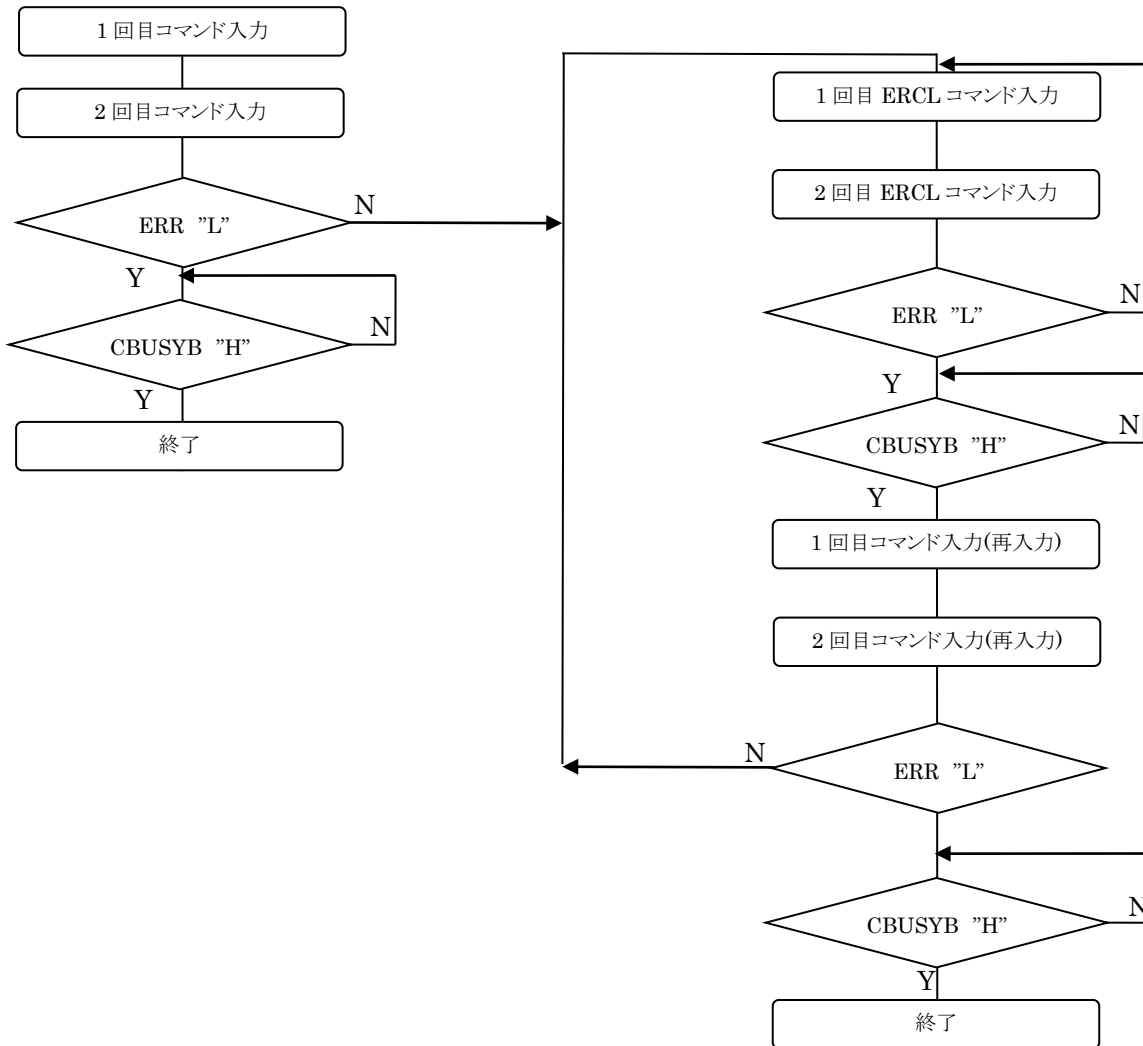 1回目コマンド入力
2回目コマンド入力
ERR "L"
N
Y
CBUSYB "H"
N
Y
終了
1回目 ERCL コマンド入力
2回目 ERCL コマンド入力
ERR "L"
N
Y
CBUSYB "H"
N
Y
1回目コマンド入力(再入力)
2回目コマンド入力(再入力)
N
ERR "L"
CBUSYB "H"
N
Y
終了